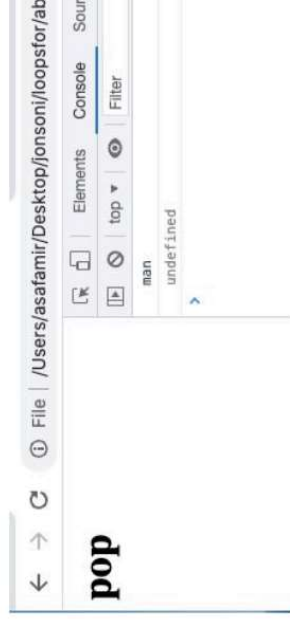 File | /Users/asafamir/Desktop/jonsoni/loopsfor/ab
Elements Console Sour
top Filter
man
undefined
pop